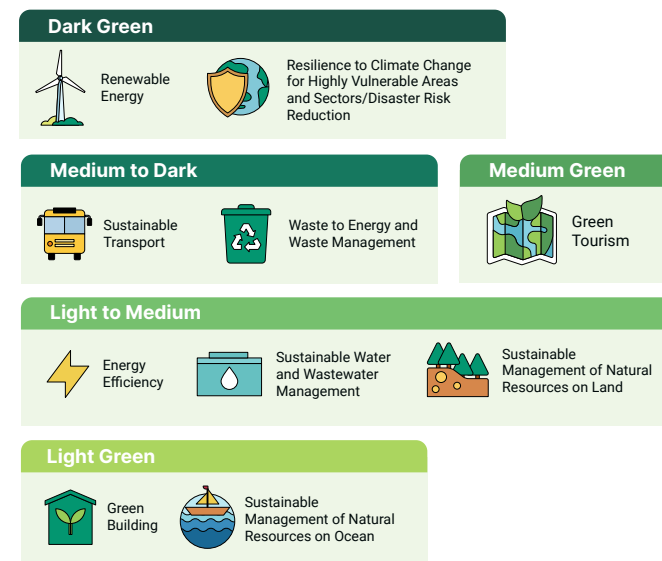 Dark Green
Renewable
Energy
Resilience to Climate Change
for Highly Vulnerable Areas
and Sectors/Disaster Risk
Reduction
Medium to Dark
Sustainable
Transport
Waste to Energy and
Waste Management
Medium Green
Green
Tourism
Light to Medium
Energy
Efficiency
Sustainable Water
and Wastewater
Management
Sustainable
Management of Natural
Resources on Land
Light Green
Green
Building
Sustainable
Management of Natural
Resources on Ocean